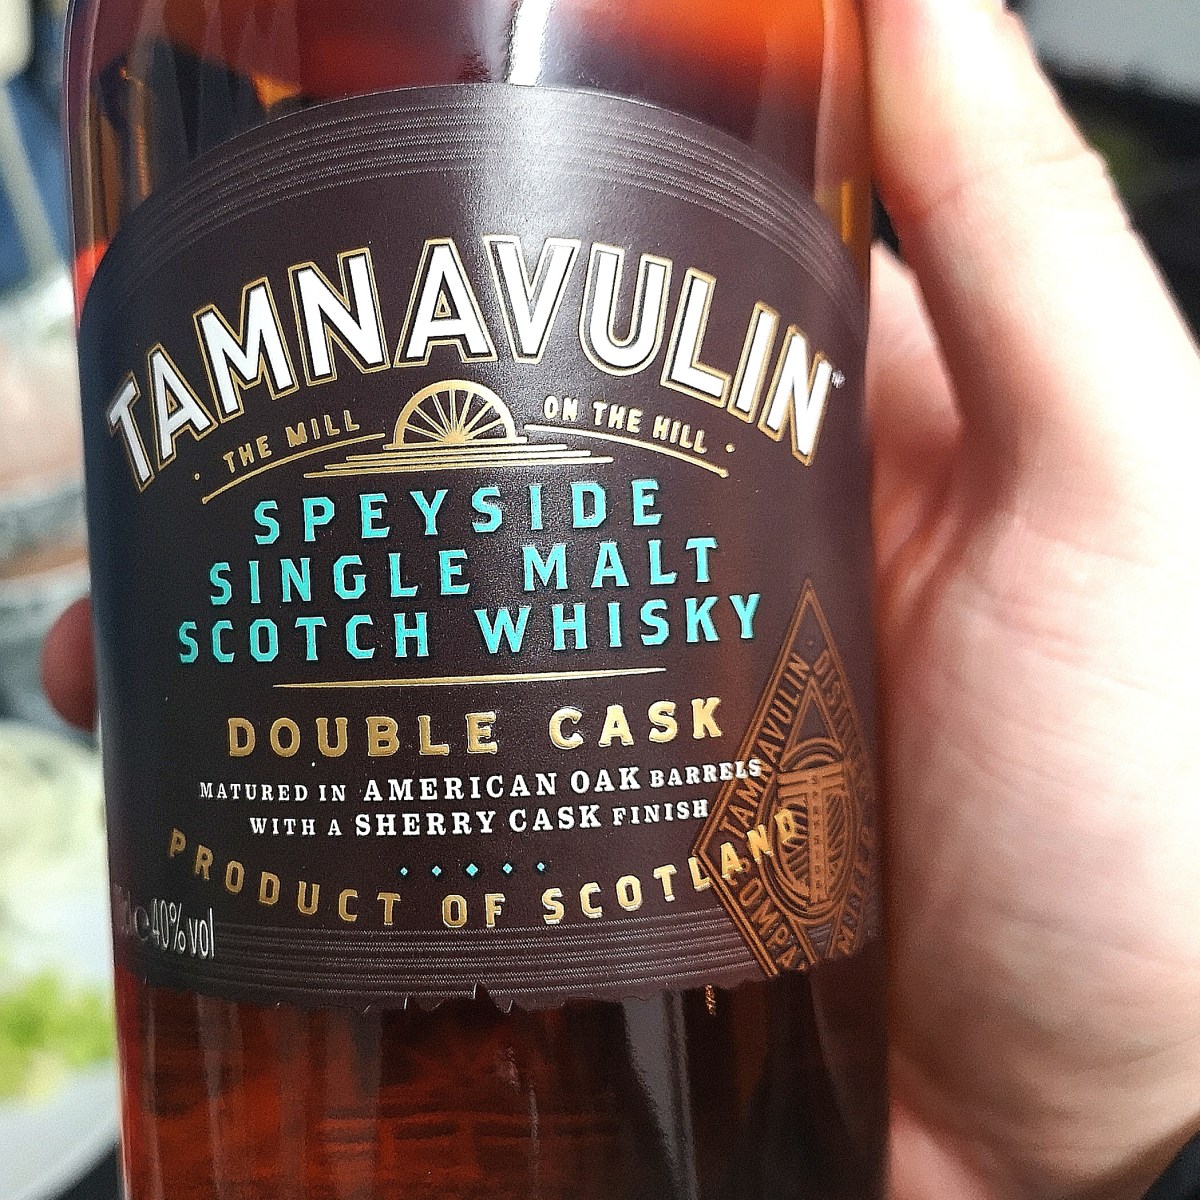 TAMNAVULIN™
THE MILL ON THE HILL
SPEYSIDE
SINGLE MALT
SCOTCH WHISKY
DOUBLE CASK
MATURED IN AMERICAN OAK BARRELS
WITH A SHERRY CASK FINISH
PRODUCT OF SCOTLAND
℮ 40% vol
TAMNAVULIN